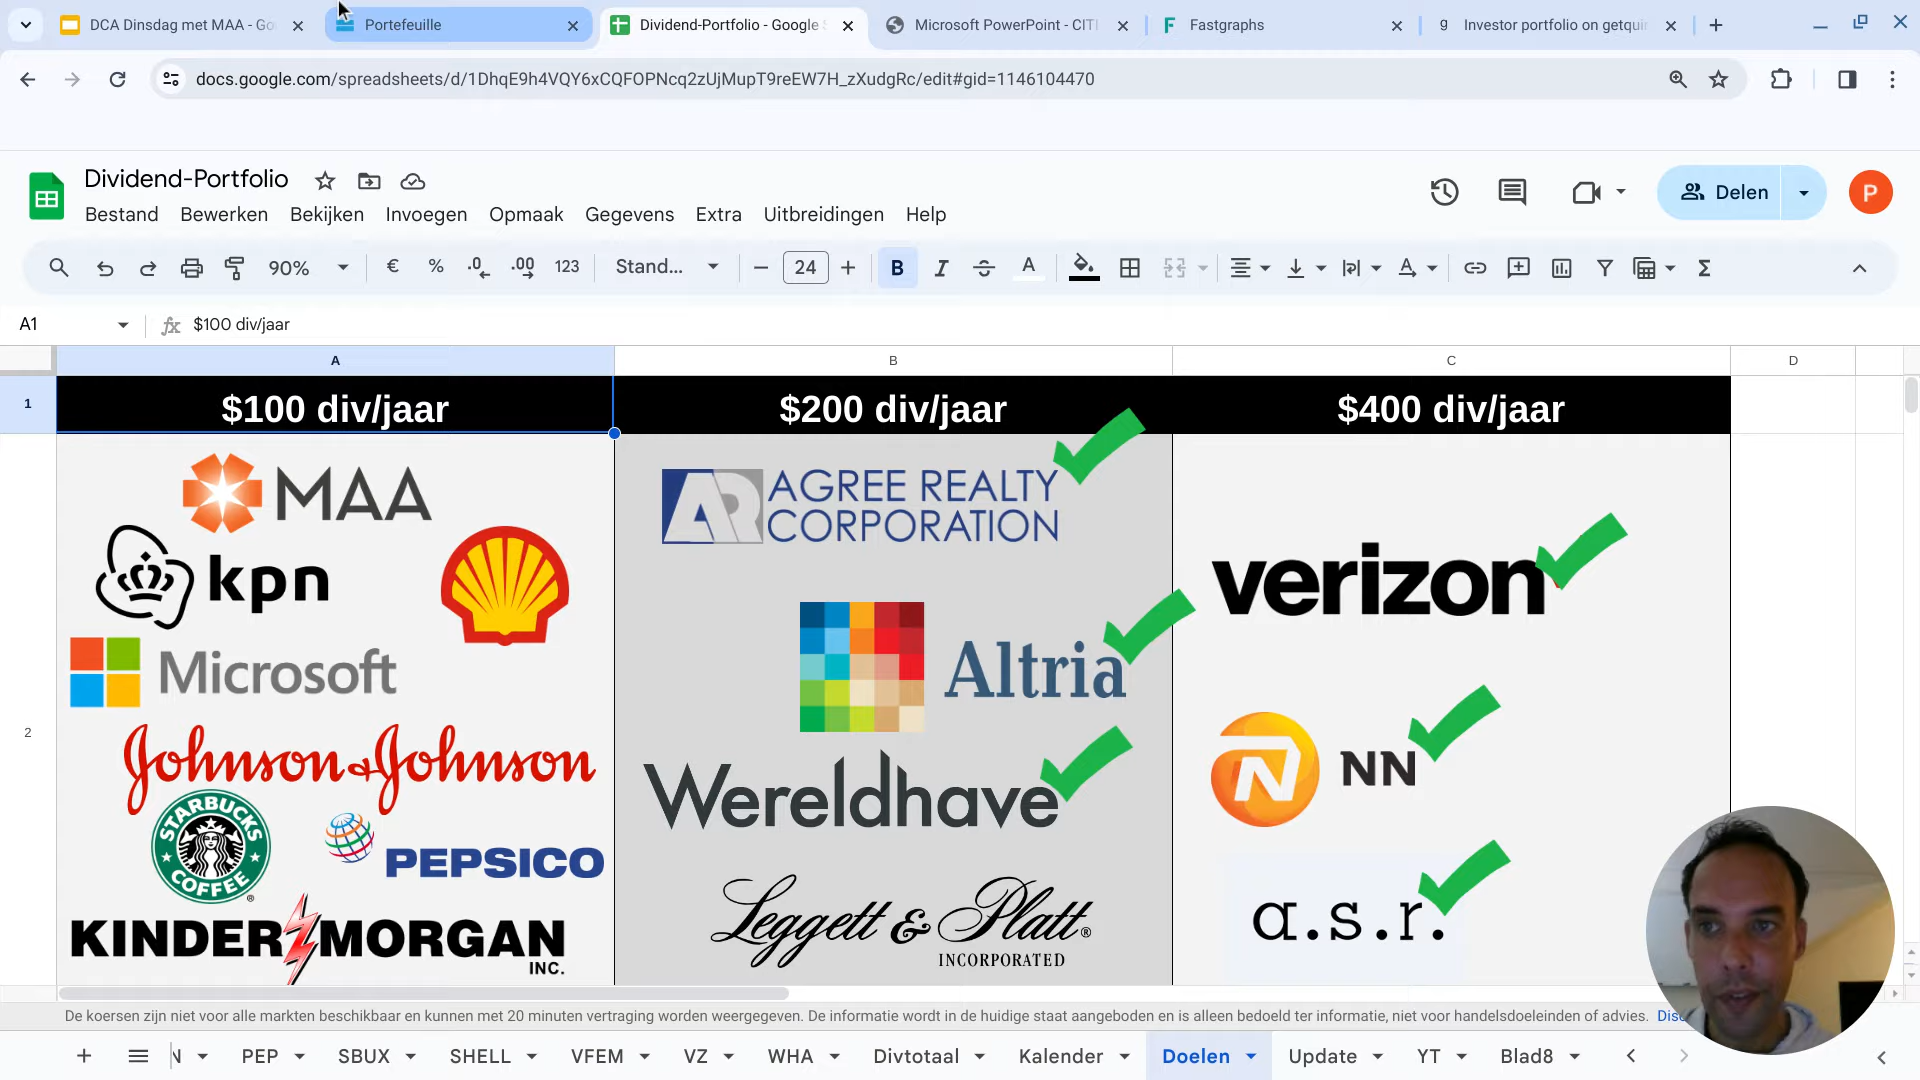 DCA Dinsdag met MAA - Go
Portefeuille
Dividend-Portfolio - Google S
Microsoft PowerPoint - CITI
Fastgraphs
Investor portfolio on getquin
docs.google.com/spreadsheets/d/1DhqE9h4VQY6xCQFOPNcq2zUjMupT9reEW7H_zXudgRc/edit#gid=1146104470
Dividend-Portfolio
Bestand Bewerken Bekijken Invoegen Opmaak Gegevens Extra Uitbreidingen Help
Delen
P
90% € % .0 .00 123 Stand... 24 B I A
A1 fx $100 div/jaar
A B C D
1 $100 div/jaar $200 div/jaar $400 div/jaar
2
MAA
kpn
Microsoft
Johnson & Johnson
STARBUCKS
COFFEE
PEPSICO
KINDER MORGAN
INC.
AR AGREE REALTY
CORPORATION
Altria
Wereldhave
Leggett & Platt®
INCORPORATED
verizon
NN
a.s.r.
De koersen zijn niet voor alle markten beschikbaar en kunnen met 20 minuten vertraging worden weergegeven. De informatie wordt in de huidige staat aangeboden en is alleen bedoeld ter informatie, niet voor handelsdoeleinden of advies. Disc
N PEP SBUX SHELL VFEM VZ WHA Divtotaal Kalender Doelen Update YT Blad8